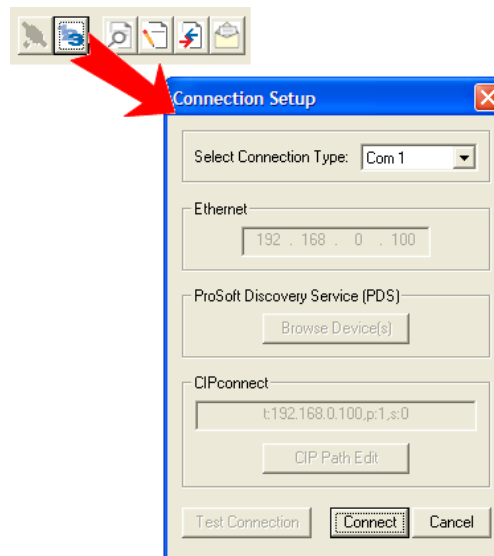 Connection Setup
Select Connection Type: Com 1
Ethernet
192 . 168 . 0 . 100
ProSoft Discovery Service (PDS)
Browse Device(s)
CIPconnect
t:192.168.0.100,p:1,s:0
CIP Path Edit
Test Connection Connect Cancel